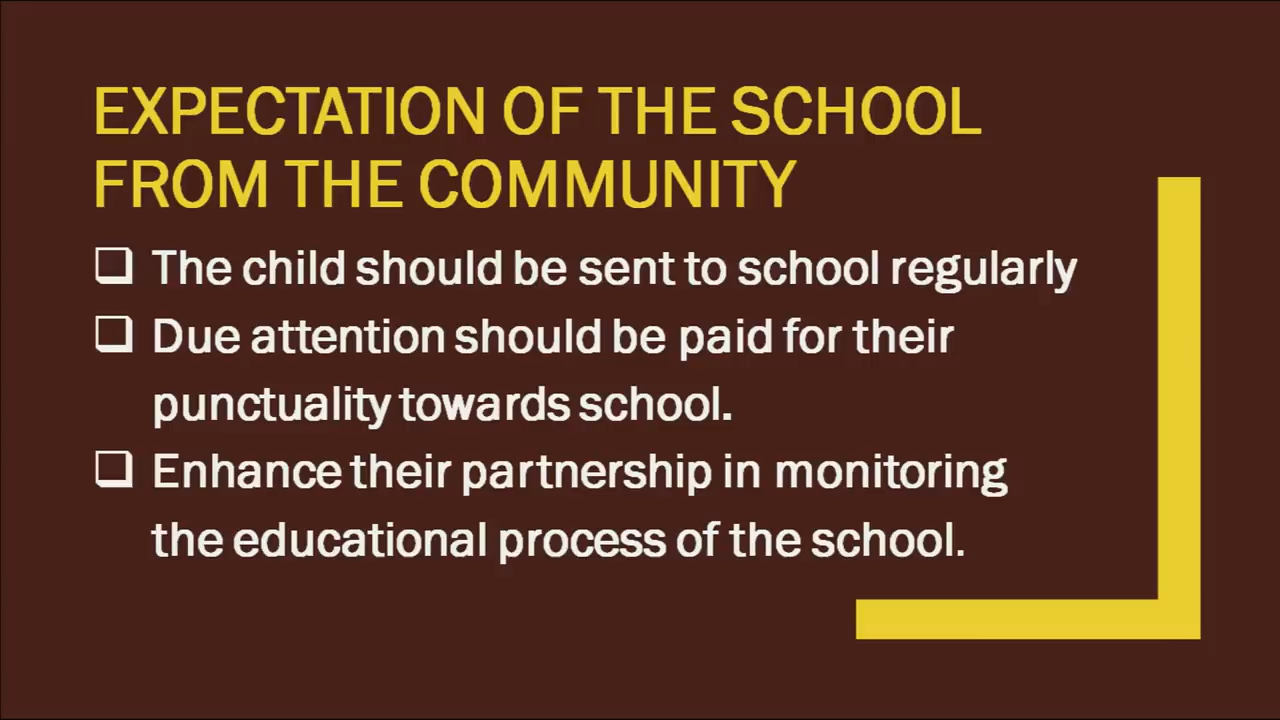 EXPECTATION OF THE SCHOOL
FROM THE COMMUNITY
❑ The child should be sent to school regularly
❑ Due attention should be paid for their
punctuality towards school.
❑ Enhance their partnership in monitoring
the educational process of the school.